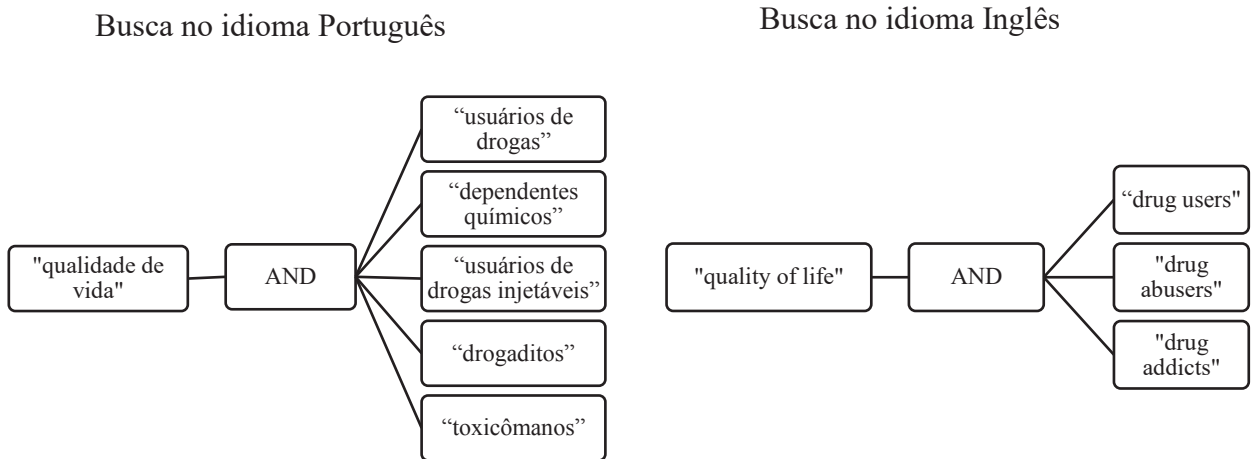 Busca no idioma Português
"qualidade de
vida"
AND
“usuários de
drogas”
“dependentes
químicos”
"usuários de
drogas injetáveis”
“drogaditos”
“toxicômanos”
Busca no idioma Inglês
"quality of life"
AND
“drug users"
"drug
abusers"
"drug
addicts"